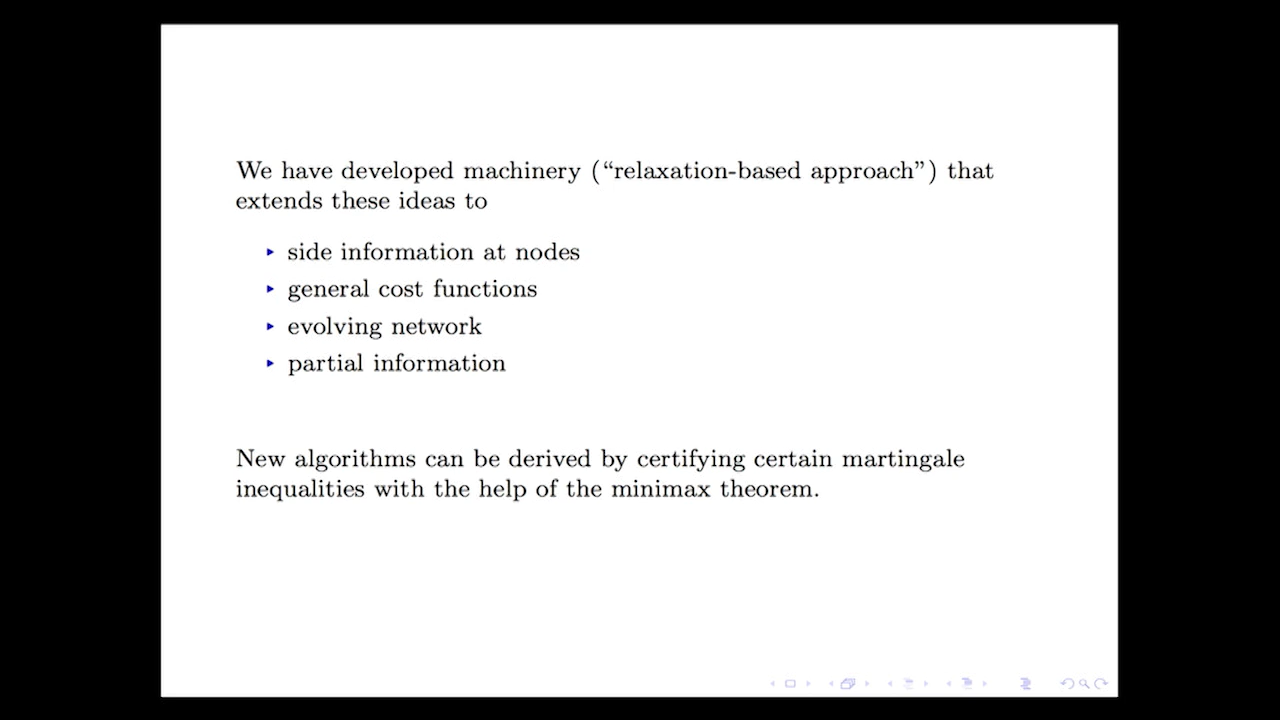 We have developed machinery (“relaxation-based approach”) that
extends these ideas to
‣ side information at nodes
‣ general cost functions
‣ evolving network
‣ partial information
New algorithms can be derived by certifying certain martingale
inequalities with the help of the minimax theorem.